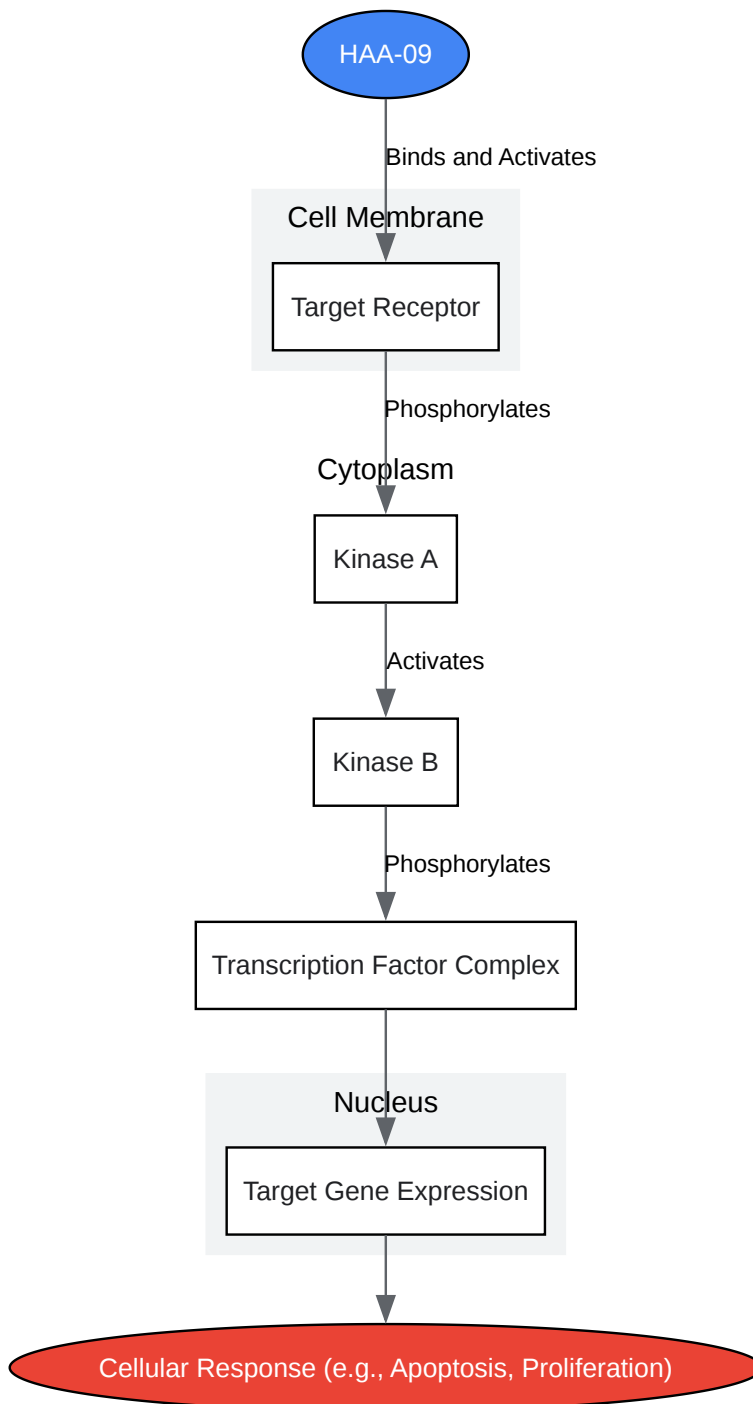 HAA-09
Binds and Activates
Cell Membrane
Target Receptor
Phosphorylates
Cytoplasm
Kinase A
Activates
Kinase B
Phosphorylates
Transcription Factor Complex
Nucleus
Target Gene Expression
Cellular Response (e.g., Apoptosis, Proliferation)